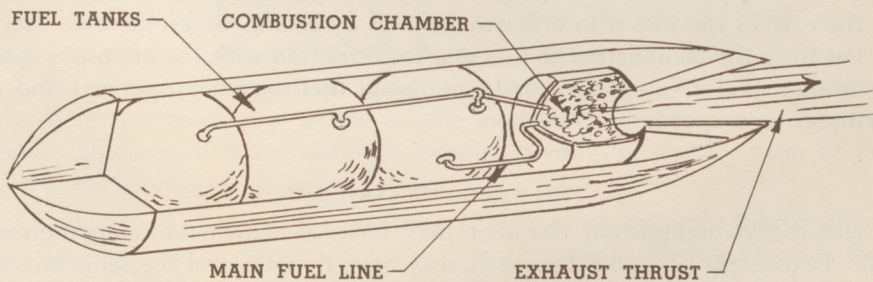 FUEL TANKS
COMBUSTION CHAMBER
MAIN FUEL LINE
EXHAUST THRUST